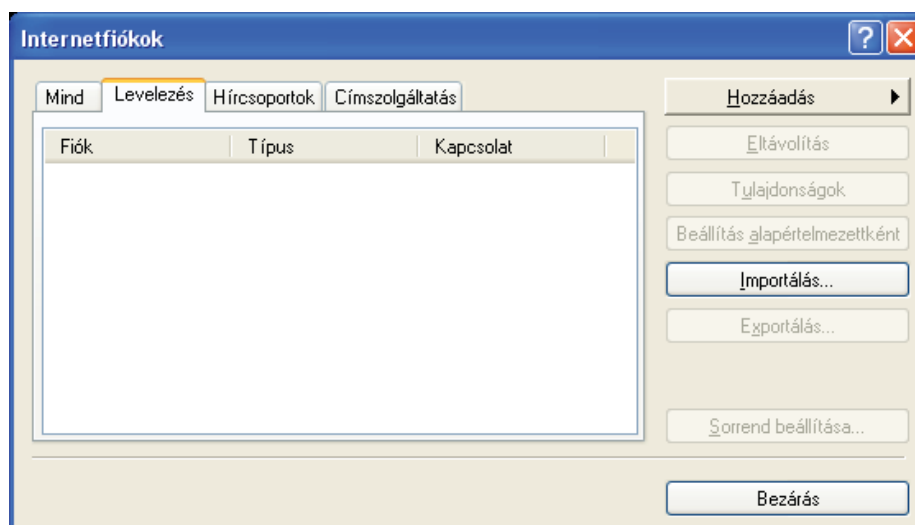 Internetfiókok
Mind Levelezés Hírcsoportok Címszolgáltatás
Fiók Típus Kapcsolat
Hozzáadás
Eltávolítás
Tulajdonságok
Beállítás alapértelmezettként
Importálás...
Exportálás...
Sorrend beállítása...
Bezárás